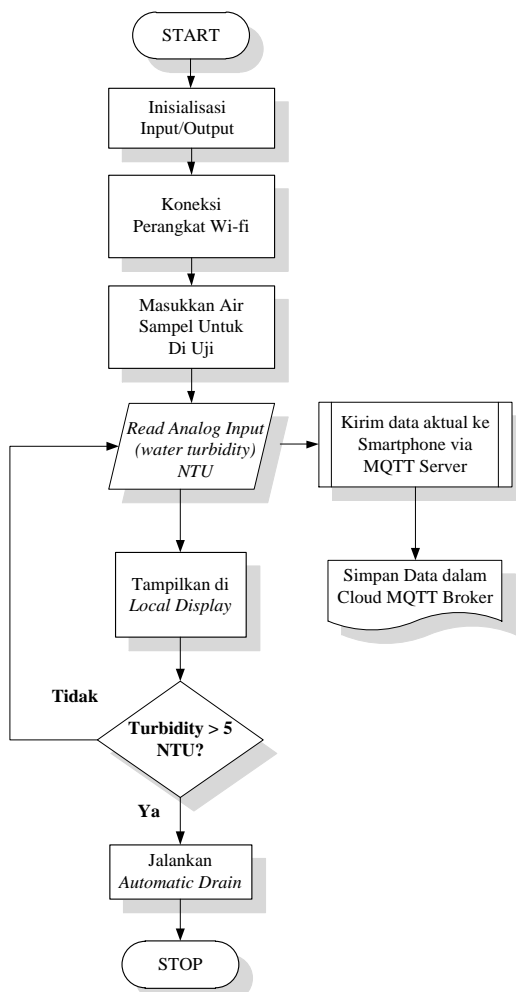 START
Inisialisasi
Input/Output
Koneksi
Perangkat Wi-fi
Masukkan Air
Sampel Untuk
Di Uji
Read Analog Input
(water turbidity)
NTU
Kirim data aktual ke
Smartphone via
MQTT Server
Tampilkan di
Local Display
Simpan Data dalam
Cloud MQTT Broker
Tidak
Turbidity > 5
NTU?
Ya
Jalankan
Automatic Drain
STOP